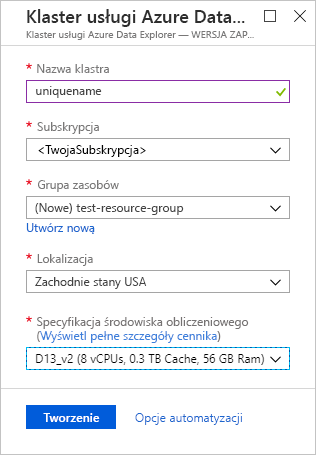 Klaster usługi Azure Data...
Klaster usługi Azure Data Explorer — WERSJA ZAP...
* Nazwa klastra
uniquename
* Subskrypcja
<TwojaSubskrypcja>
* Grupa zasobów
(Nowe) test-resource-group
Utwórz nową
* Lokalizacja
Zachodnie stany USA
* Specyfikacja środowiska obliczeniowego
(Wyświetl pełne szczegóły cennika)
D13_v2 (8 vCPUs, 0.3 TB Cache, 56 GB Ram)
Tworzenie Opcje automatyzacji